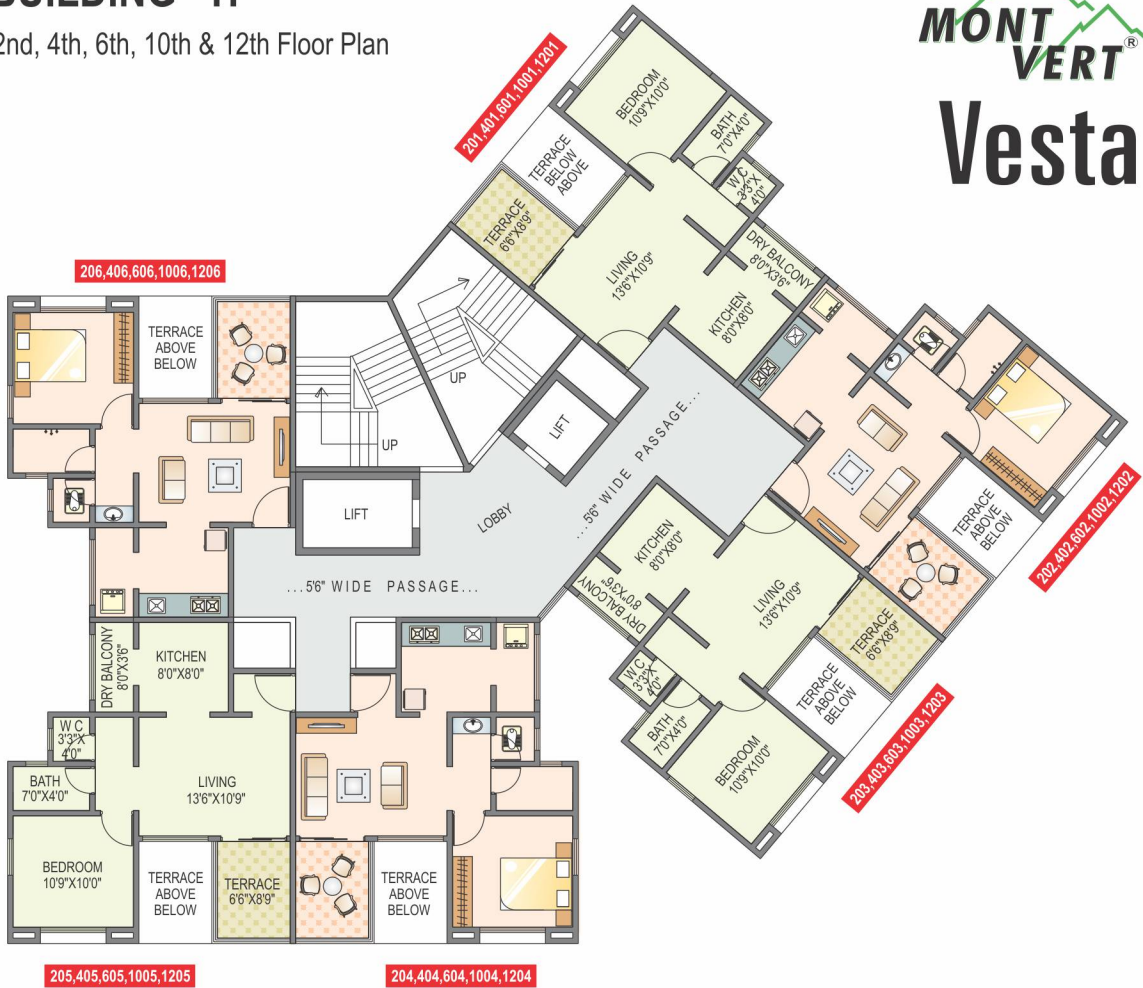 2nd, 4th, 6th, 10th & 12th Floor Plan
MONT
VERT®
Vesta
201,401,601,1001,1201
BEDROOM
10'9"X10'0"
BATH
7'0"X4'0"
W C
3'3"X
4'0"
TERRACE
BELOW
ABOVE
TERRACE
6'6"X8'9"
LIVING
13'6"X10'9"
DRY BALCONY
8'0"X3'6"
KITCHEN
8'0"X8'0"
206,406,606,1006,1206
TERRACE
ABOVE
BELOW
UP
UP
LIFT
LIFT
LOBBY
...5'6" WIDE PASSAGE...
...5'6" WIDE PASSAGE...
TERRACE
ABOVE
BELOW
202,402,602,1002,1202
KITCHEN
8'0"X8'0"
DRY BALCONY
8'0"X3'6"
LIVING
13'6"X10'9"
W C
3'3"X
4'0"
BATH
7'0"X4'0"
BEDROOM
10'9"X10'0"
TERRACE
6'6"X8'9"
TERRACE
ABOVE
BELOW
203,403,603,1003,1203
DRY BALCONY
8'0"X3'6"
KITCHEN
8'0"X8'0"
W C
3'3"X
4'0"
BATH
7'0"X4'0"
LIVING
13'6"X10'9"
BEDROOM
10'9"X10'0"
TERRACE
ABOVE
BELOW
TERRACE
6'6"X8'9"
TERRACE
ABOVE
BELOW
205,405,605,1005,1205
204,404,604,1004,1204